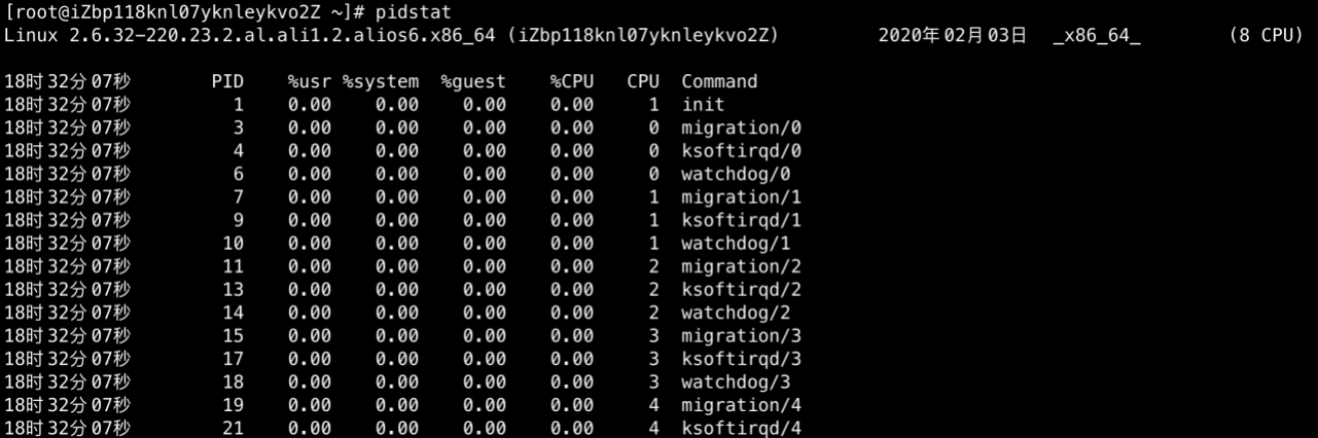 [root@iZbp118knl07yknleykvo2Z ~]# pidstat
Linux 2.6.32-220.23.2.al.ali1.2.alios6.x86_64 (iZbp118knl07yknleykvo2Z) 2020年02月03日 _x86_64_ (8 CPU)
18时32分07秒 PID %usr %system %guest %CPU CPU Command
18时32分07秒 1 0.00 0.00 0.00 0.00 1 init
18时32分07秒 3 0.00 0.00 0.00 0.00 0 migration/0
18时32分07秒 4 0.00 0.00 0.00 0.00 0 ksoftirqd/0
18时32分07秒 6 0.00 0.00 0.00 0.00 0 watchdog/0
18时32分07秒 7 0.00 0.00 0.00 0.00 1 migration/1
18时32分07秒 9 0.00 0.00 0.00 0.00 1 ksoftirqd/1
18时32分07秒 10 0.00 0.00 0.00 0.00 1 watchdog/1
18时32分07秒 11 0.00 0.00 0.00 0.00 2 migration/2
18时32分07秒 13 0.00 0.00 0.00 0.00 2 ksoftirqd/2
18时32分07秒 14 0.00 0.00 0.00 0.00 2 watchdog/2
18时32分07秒 15 0.00 0.00 0.00 0.00 3 migration/3
18时32分07秒 17 0.00 0.00 0.00 0.00 3 ksoftirqd/3
18时32分07秒 18 0.00 0.00 0.00 0.00 3 watchdog/3
18时32分07秒 19 0.00 0.00 0.00 0.00 4 migration/4
18时32分07秒 21 0.00 0.00 0.00 0.00 4 ksoftirqd/4